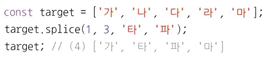 const target = ['가', '나', '다', '라', '마'];
target.splice(1, 3, '타', '파');
target; // (4) ['가', '타', '파', '마']